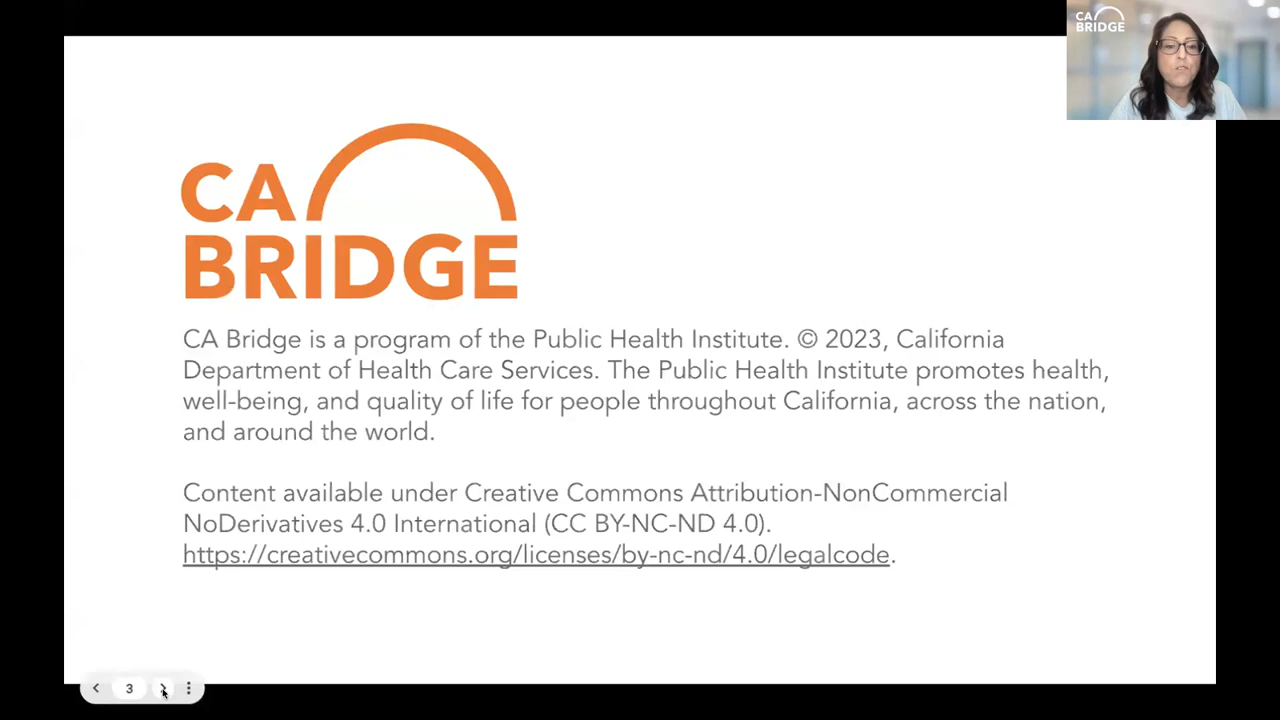 CA
BRIDGE
CA
BRIDGE
CA Bridge is a program of the Public Health Institute. © 2023, California
Department of Health Care Services. The Public Health Institute promotes health,
well-being, and quality of life for people throughout California, across the nation,
and around the world.
Content available under Creative Commons Attribution-NonCommercial
NoDerivatives 4.0 International (CC BY-NC-ND 4.0).
https://creativecommons.org/licenses/by-nc-nd/4.0/legalcode.
3